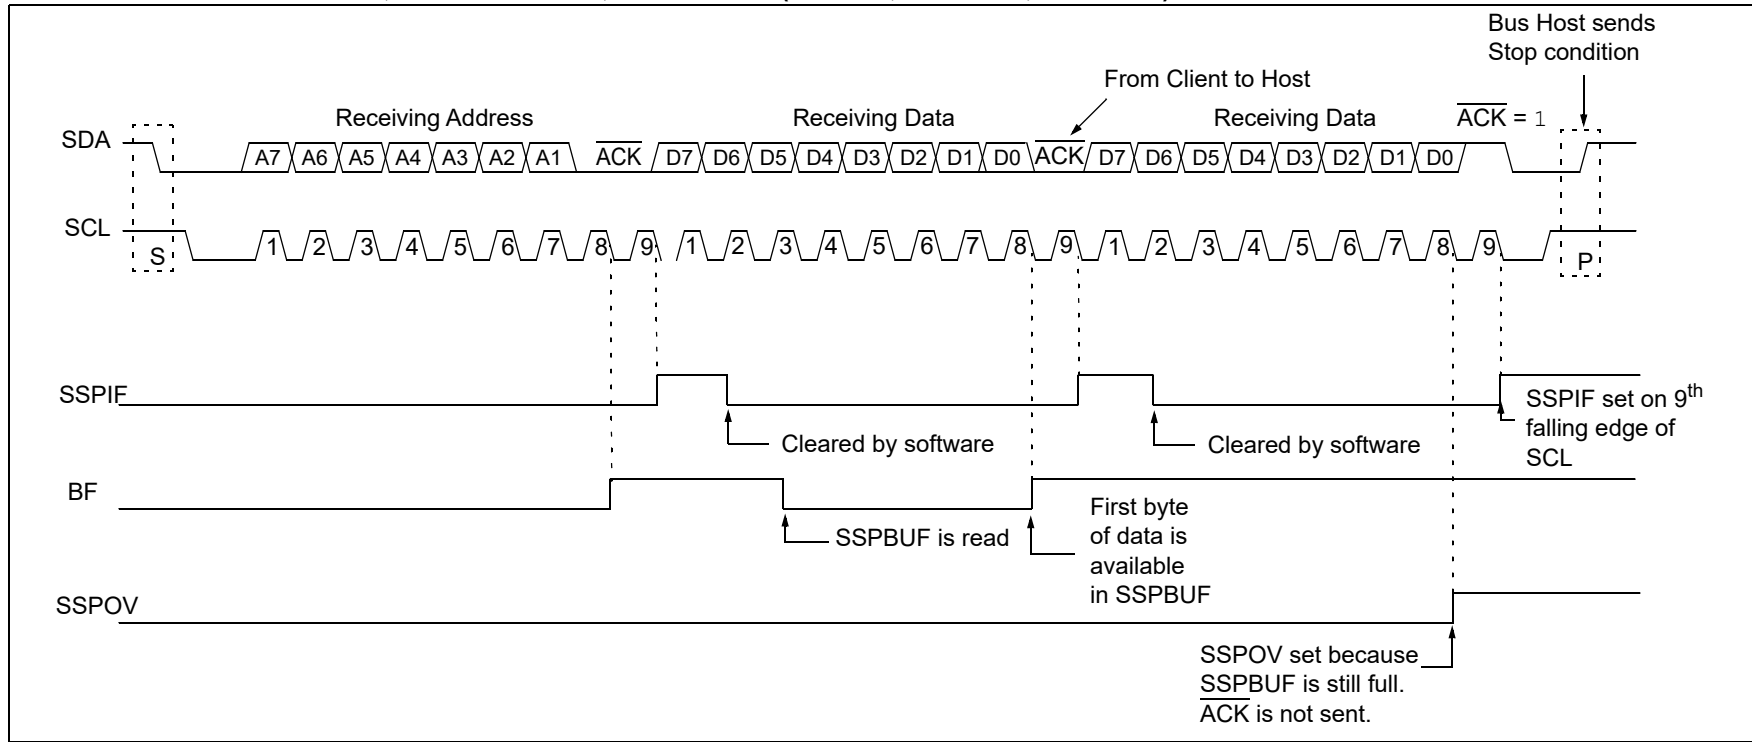 Bus Host sends
Stop condition
From Client to Host
Receiving Address
Receiving Data
Receiving Data
ACK = 1
SDA
A7 A6 A5 A4 A3 A2 A1 ACK D7 D6 D5 D4 D3 D2 D1 D0 ACK D7 D6 D5 D4 D3 D2 D1 D0
SCL
S
1 2 3 4 5 6 7 8 9 1 2 3 4 5 6 7 8 9 1 2 3 4 5 6 7 8 9
P
SSPIF
Cleared by software
Cleared by software
SSPIF set on 9th
falling edge of
SCL
BF
SSPBUF is read
First byte
of data is
available
in SSPBUF
SSPOV
SSPOV set because
SSPBUF is still full.
ACK is not sent.